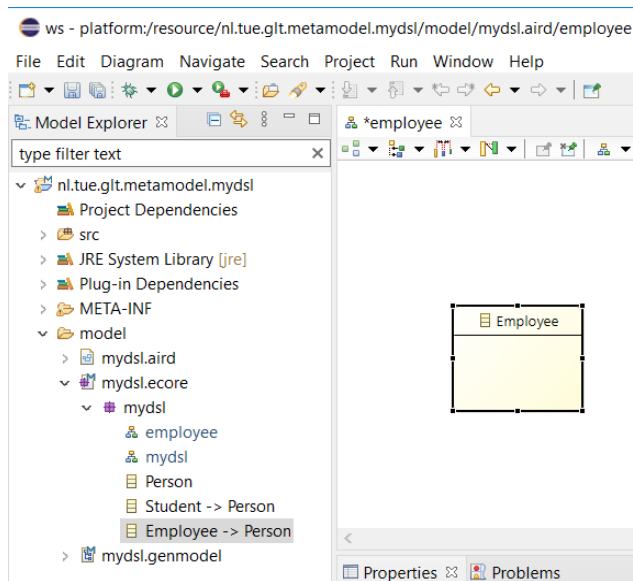 ws - platform:/resource/nl.tue.glt.metamodel.mydsl/model/mydsl.aird/employee
File Edit Diagram Navigate Search Project Run Window Help
Model Explorer
*employee
type filter text
nl.tue.glt.metamodel.mydsl
Project Dependencies
src
JRE System Library [jre]
Plug-in Dependencies
META-INF
model
mydsl.aird
mydsl.ecore
mydsl
employee
mydsl
Person
Student -> Person
Employee -> Person
mydsl.genmodel
Employee
Properties
Problems